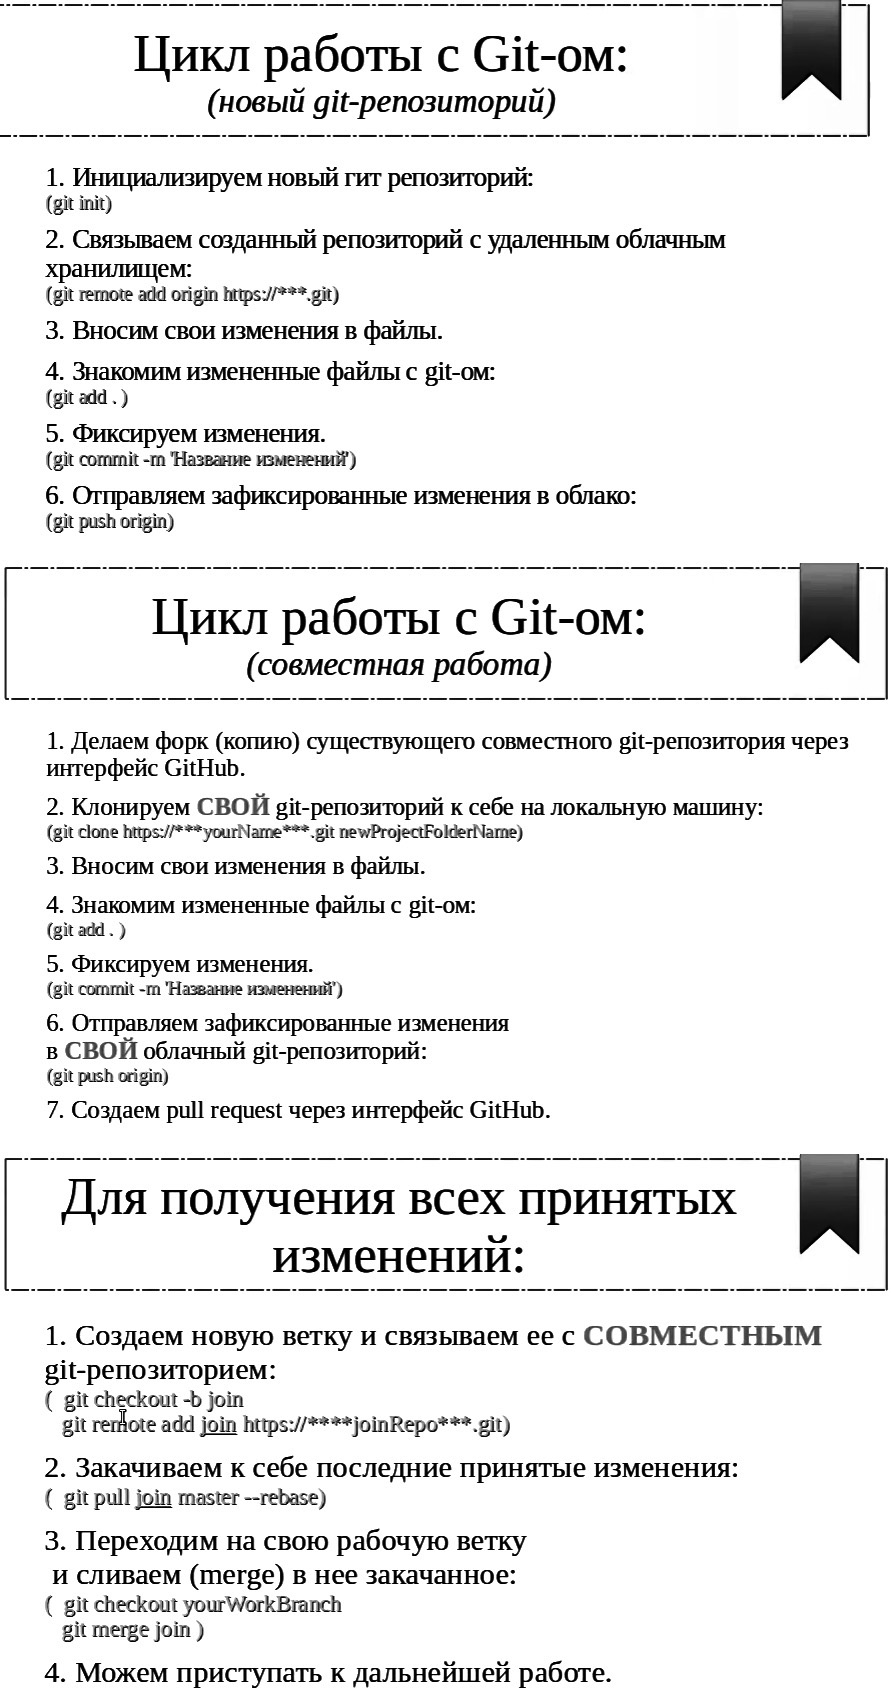 Цикл работы с Git-ом:
(новый git-репозиторий)
1. Инициализируем новый гит репозиторий:
(git init)
2. Связываем созданный репозиторий с удаленным облачным
хранилищем:
(git remote add origin https://***.git)
3. Вносим свои изменения в файлы.
4. Знакомим измененные файлы с git-ом:
(git add . )
5. Фиксируем изменения.
(git commit -m 'Название изменений')
6. Отправляем зафиксированные изменения в облако:
(git push origin)
Цикл работы с Git-ом:
(совместная работа)
1. Делаем форк (копию) существующего совместного git-репозитория через
интерфейс GitHub.
2. Клонируем СВОЙ git-репозиторий к себе на локальную машину:
(git clone https://***yourName***.git newProjectFolderName)
3. Вносим свои изменения в файлы.
4. Знакомим измененные файлы с git-ом:
(git add . )
5. Фиксируем изменения.
(git commit -m 'Название изменений')
6. Отправляем зафиксированные изменения
в СВОЙ облачный git-репозиторий:
(git push origin)
7. Создаем pull request через интерфейс GitHub.
Для получения всех принятых
изменений:
1. Создаем новую ветку и связываем ее с СОВМЕСТНЫМ
git-репозиторием:
( git checkout -b join
git remote add join https://****joinRepo***.git)
2. Закачиваем к себе последние принятые изменения:
( git pull join master --rebase)
3. Переходим на свою рабочую ветку
и сливаем (merge) в нее закачанное:
( git checkout yourWorkBranch
git merge join )
4. Можем приступать к дальнейшей работе.